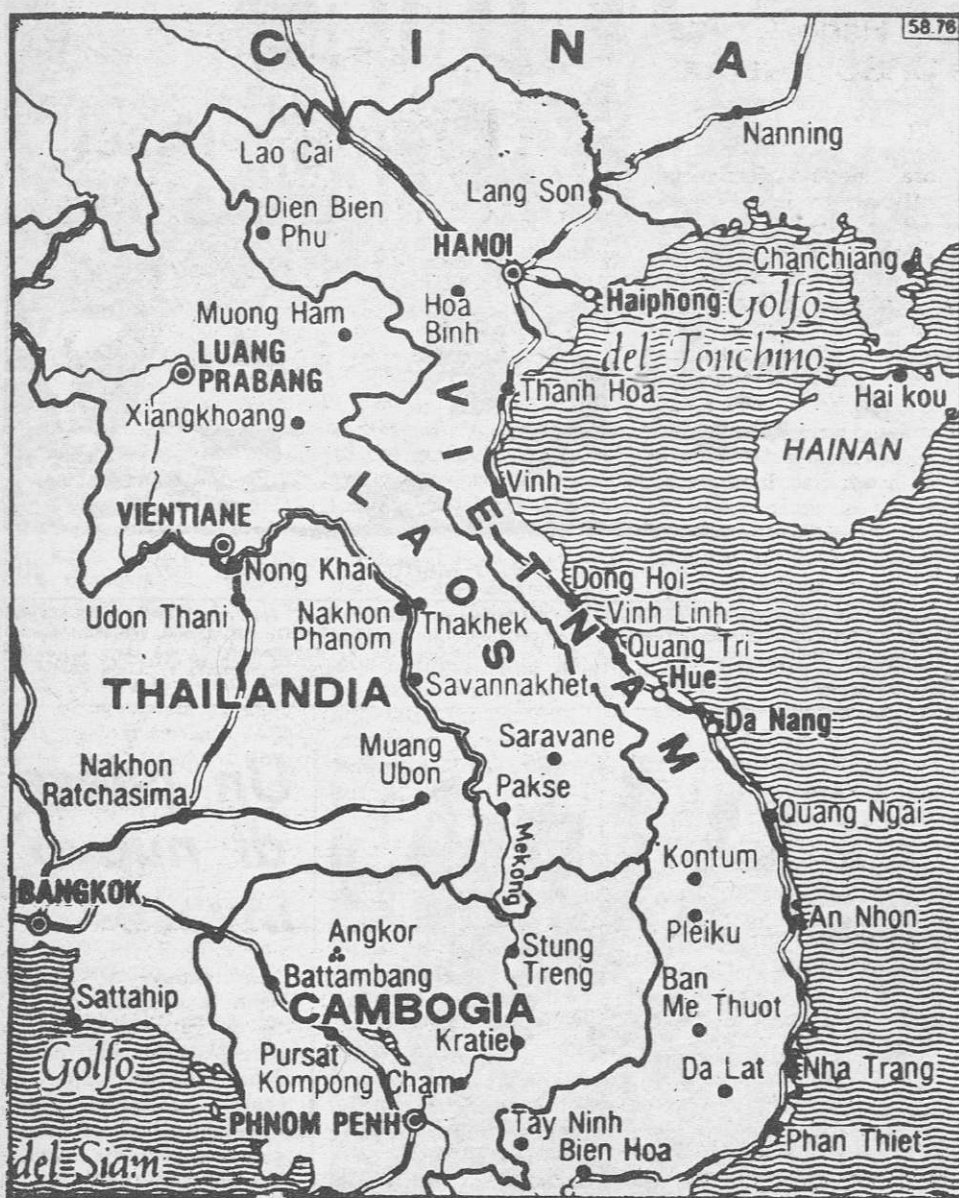 58.76
CINA
Nanning
Lao Cai
Lang Son
Dien Bien
Phu
HANOI
Chanchiang
Hoa
Binh
Haiphong
Golfo
del Tonchino
Muong Ham
LUANG
PRABANG
Thanh Hoa
Hai kou
Xiangkhoang
HAINAN
VIETNAM
Vinh
LAOS
VIENTIANE
Nong Khai
Dong Hoi
Udon Thani
Nakhon
Phanom
Thakhek
Vinh Linh
Quang Tri
THAILANDIA
Savannakhet
Hue
Da Nang
Saravane
Muang
Ubon
Nakhon
Ratchasima
Pakse
Quang Ngai
Mekong
Kontum
BANGKOK
Pleiku
An Nhon
Angkor
Stung
Treng
Battambang
Ban
Me Thuot
Sattahip
CAMBOGIA
Kratie
Golfo
del Siam
Pursat
Kompong Cham
Da Lat
Nha Trang
PHNOM PENH
Tay Ninh
Bien Hoa
Phan Thiet